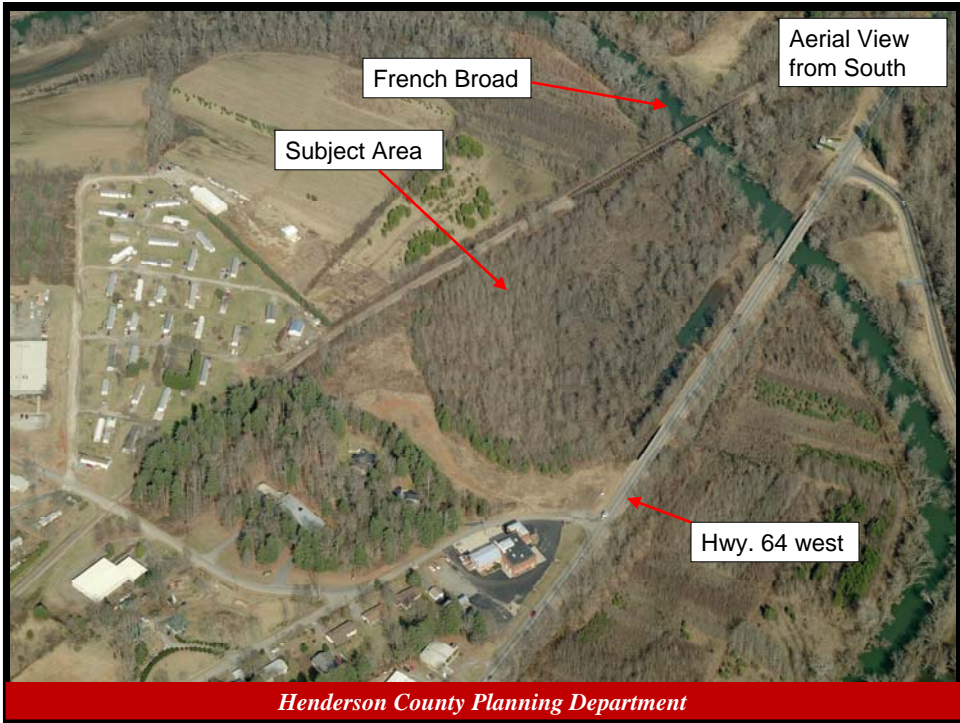 Aerial View
from South
French Broad
Subject Area
Hwy. 64 west
Henderson County Planning Department